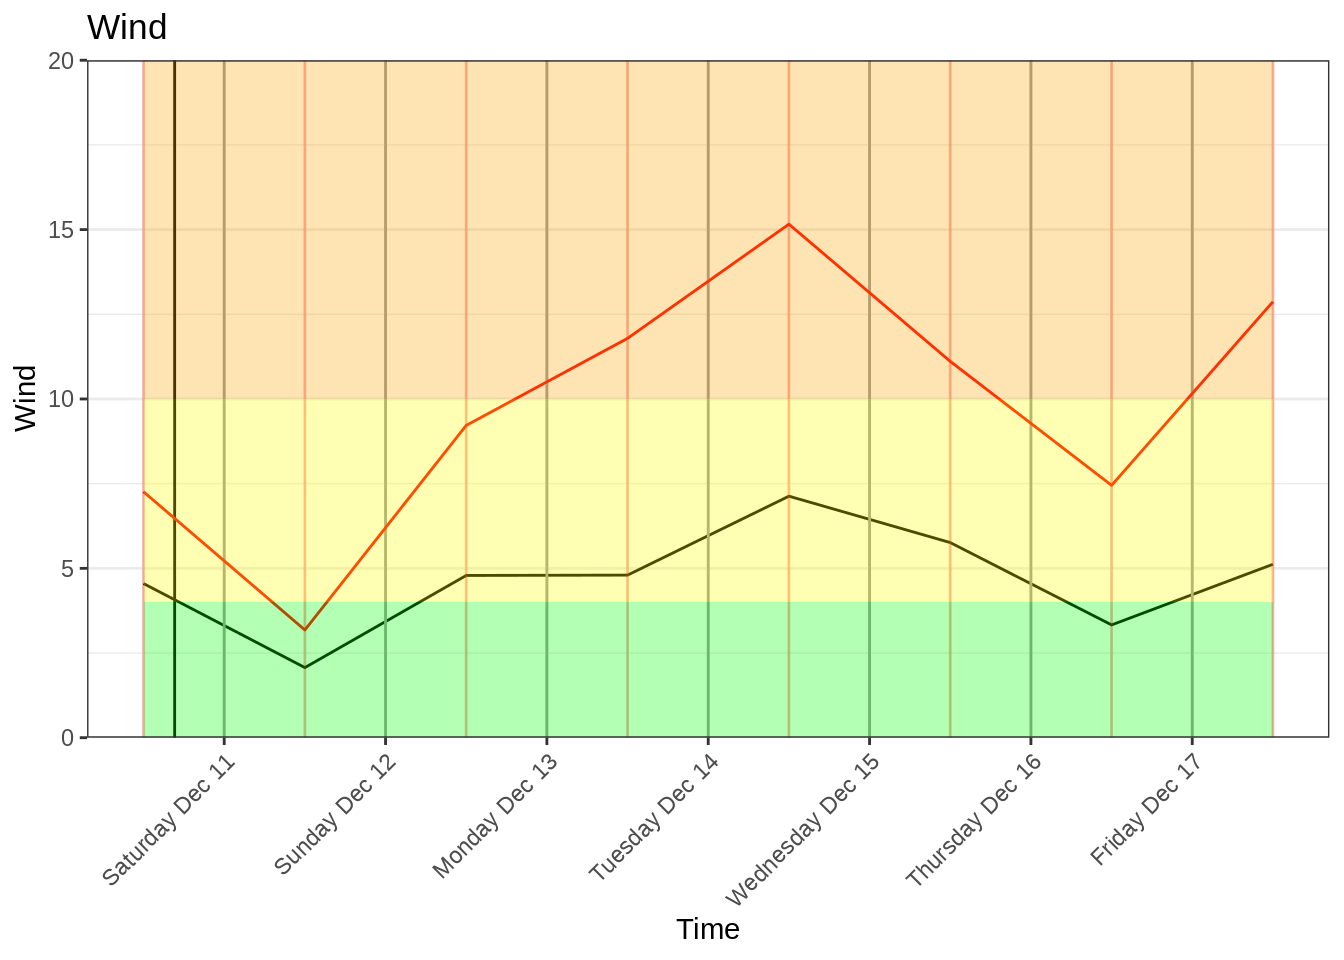 Wind
20
15
10
5
0
Wind
Saturday Dec 11
Sunday Dec 12
Monday Dec 13
Tuesday Dec 14
Wednesday Dec 15
Thursday Dec 16
Friday Dec 17
Time